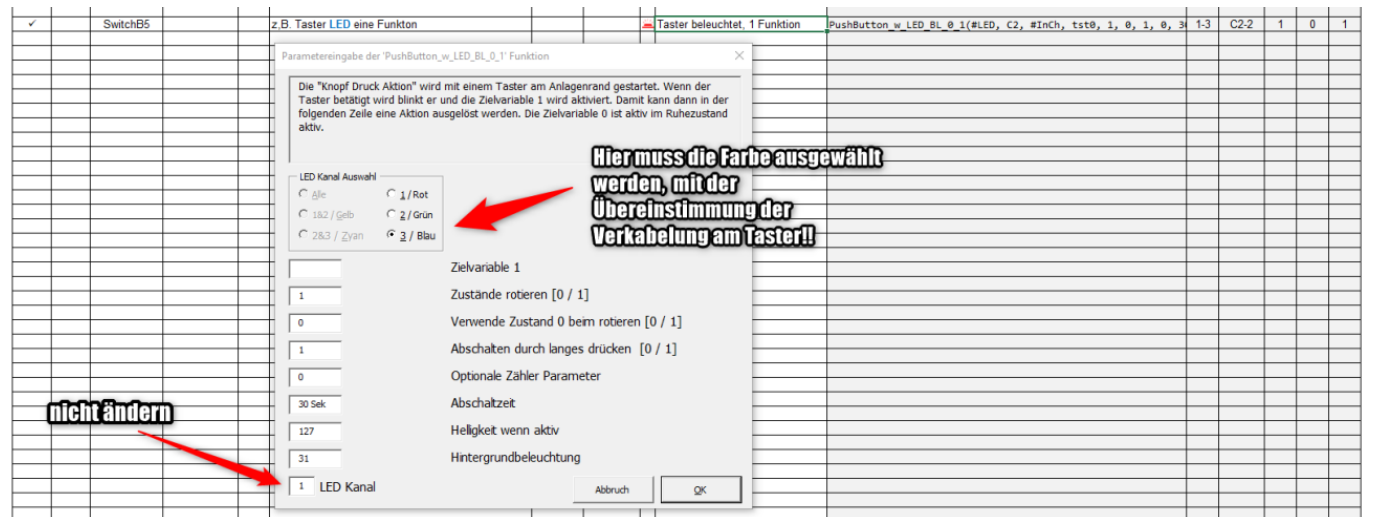 ✓ SwitchB5 z,B. Taster LED eine Funkton Taster beleuchtet, 1 Funktion PushButton_w_LED_BL_0_1(#LED, C2, #InCh, tst0, 1, 0, 1, 0, 30 1-3 C2-2 1 0 1
Parametereingabe der 'PushButton_w_LED_BL_0_1' Funktion
Die "Knopf Druck Aktion" wird mit einem Taster am Anlagenrand gestartet. Wenn der
Taster betätigt wird blinkt er und die Zielvariable 1 wird aktiviert. Damit kann dann in der
folgenden Zeile eine Aktion ausgelöst werden. Die Zielvariable 0 ist aktiv im Ruhezustand
aktiv.
Hier muss die Farbe ausgewählt
werden, mit der
Übereinstimmung der
Verkabelung am Taster!!
LED Kanal Auswahl
Alle 1 / Rot
1&2 / Gelb 2 / Grün
2&3 / Zyan 3 / Blau
Zielvariable 1
1 Zustände rotieren [0 / 1]
0 Verwende Zustand 0 beim rotieren [0 / 1]
1 Abschalten durch langes drücken [0 / 1]
0 Optionale Zähler Parameter
30 Sek Abschaltzeit
nicht ändern
127 Helligkeit wenn aktiv
31 Hintergrundbeleuchtung
1 LED Kanal
Abbruch OK